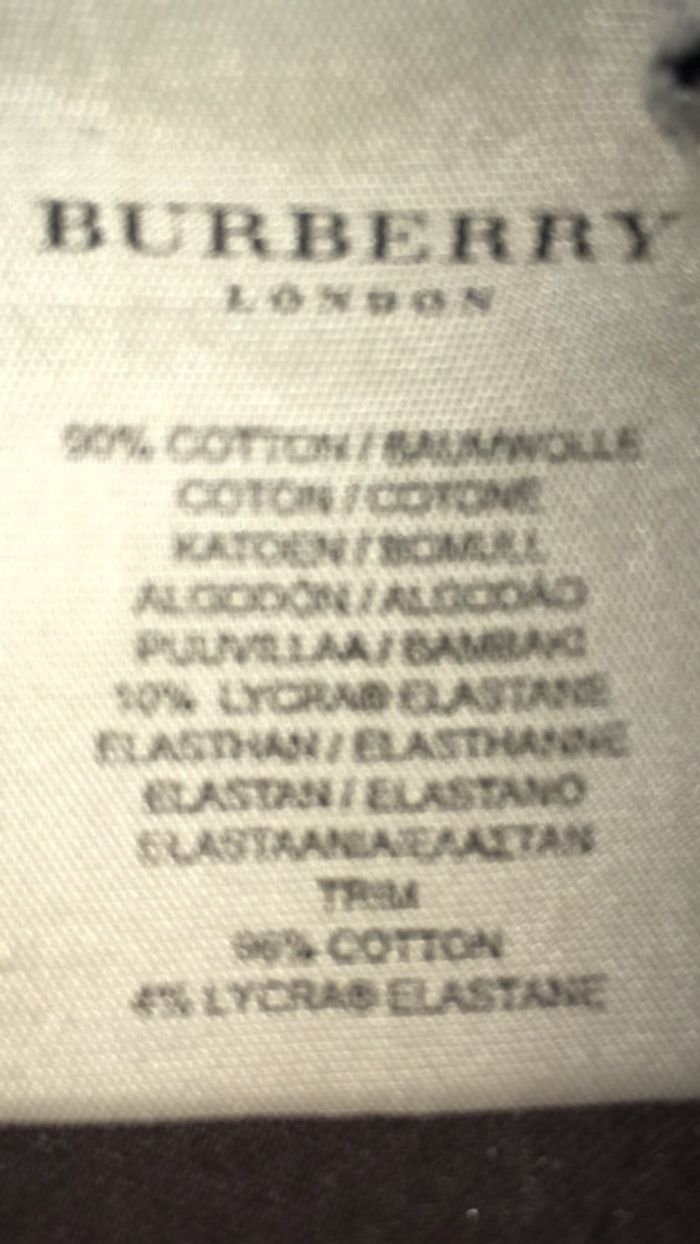 BURBERRY
LONDON
90% COTTON / BAUMWOLLE
COTON / COTONE
KATOEN / BOMULL
ALGODÓN / ALGODÃO
PUUVILLAA / BAMBAKI
10% LYCRA® ELASTANE
ELASTHAN / ELASTHANNE
ELASTAN / ELASTANO
ELASTAANIA/ΕΛΑΣΤΑΝ
TRIM
96% COTTON
4% LYCRA® ELASTANE